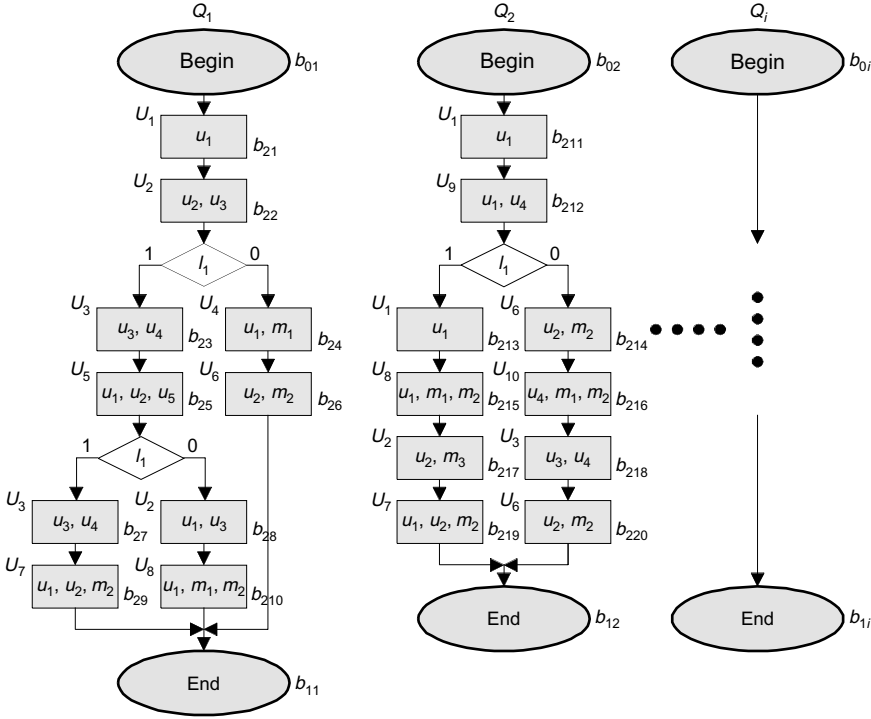 Q1 Q2 Qi
Begin b01 Begin b02 Begin b0i
U1 u1 b21 U1 u1 b211
U2 u2, u3 b22 U9 u1, u4 b212
1 l1 0 1 l1 0
U3 u3, u4 b23 U4 u1, m1 b24 U1 u1 b213 U6 u2, m2 b214
U5 u1, u2, u5 b25 U6 u2, m2 b26 U8 u1, m1, m2 b215 U10 u4, m1, m2 b216
1 l1 0 U2 u2, m3 b217 U3 u3, u4 b218
U3 u3, u4 b27 U2 u1, u3 b28 U7 u1, u2, m2 b219 U6 u2, m2 b220
U7 u1, u2, m2 b29 U8 u1, m1, m2 b210
End b12 End b1i
End b11